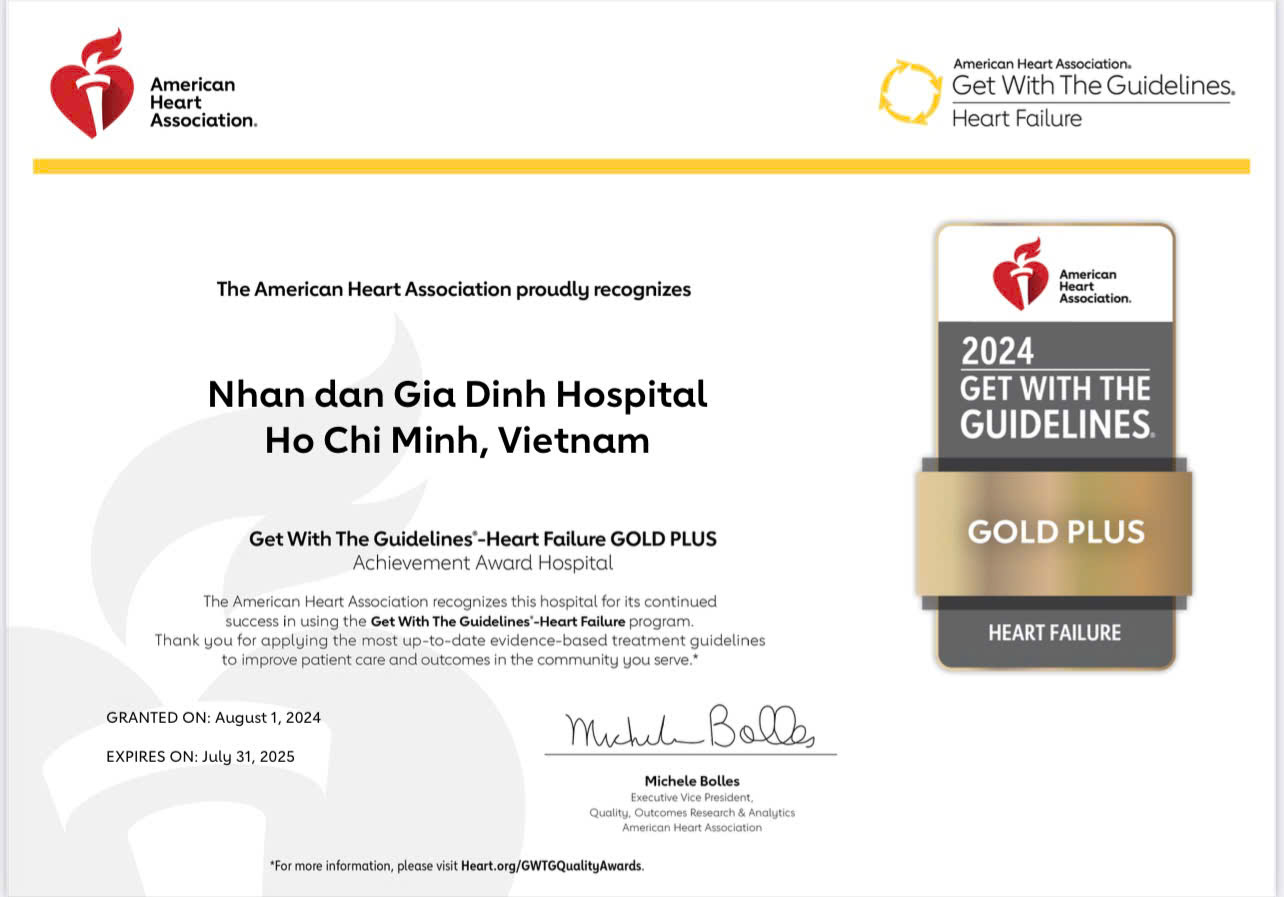 American
Heart
Association®
American Heart Association®
Get With The Guidelines®
Heart Failure
The American Heart Association proudly recognizes
Nhan dan Gia Dinh Hospital
Ho Chi Minh, Vietnam
Get With The Guidelines®-Heart Failure GOLD PLUS
Achievement Award Hospital
The American Heart Association recognizes this hospital for its continued
success in using the Get With The Guidelines®-Heart Failure program.
Thank you for applying the most up-to-date evidence-based treatment guidelines
to improve patient care and outcomes in the community you serve.*
GRANTED ON: August 1, 2024
EXPIRES ON: July 31, 2025
Michele Bolles
Michele Bolles
Executive Vice President,
Quality, Outcomes Research & Analytics
American Heart Association
*For more information, please visit Heart.org/GWTGQualityAwards.
American
Heart
Association®
2024
GET WITH THE
GUIDELINES®
GOLD PLUS
HEART FAILURE